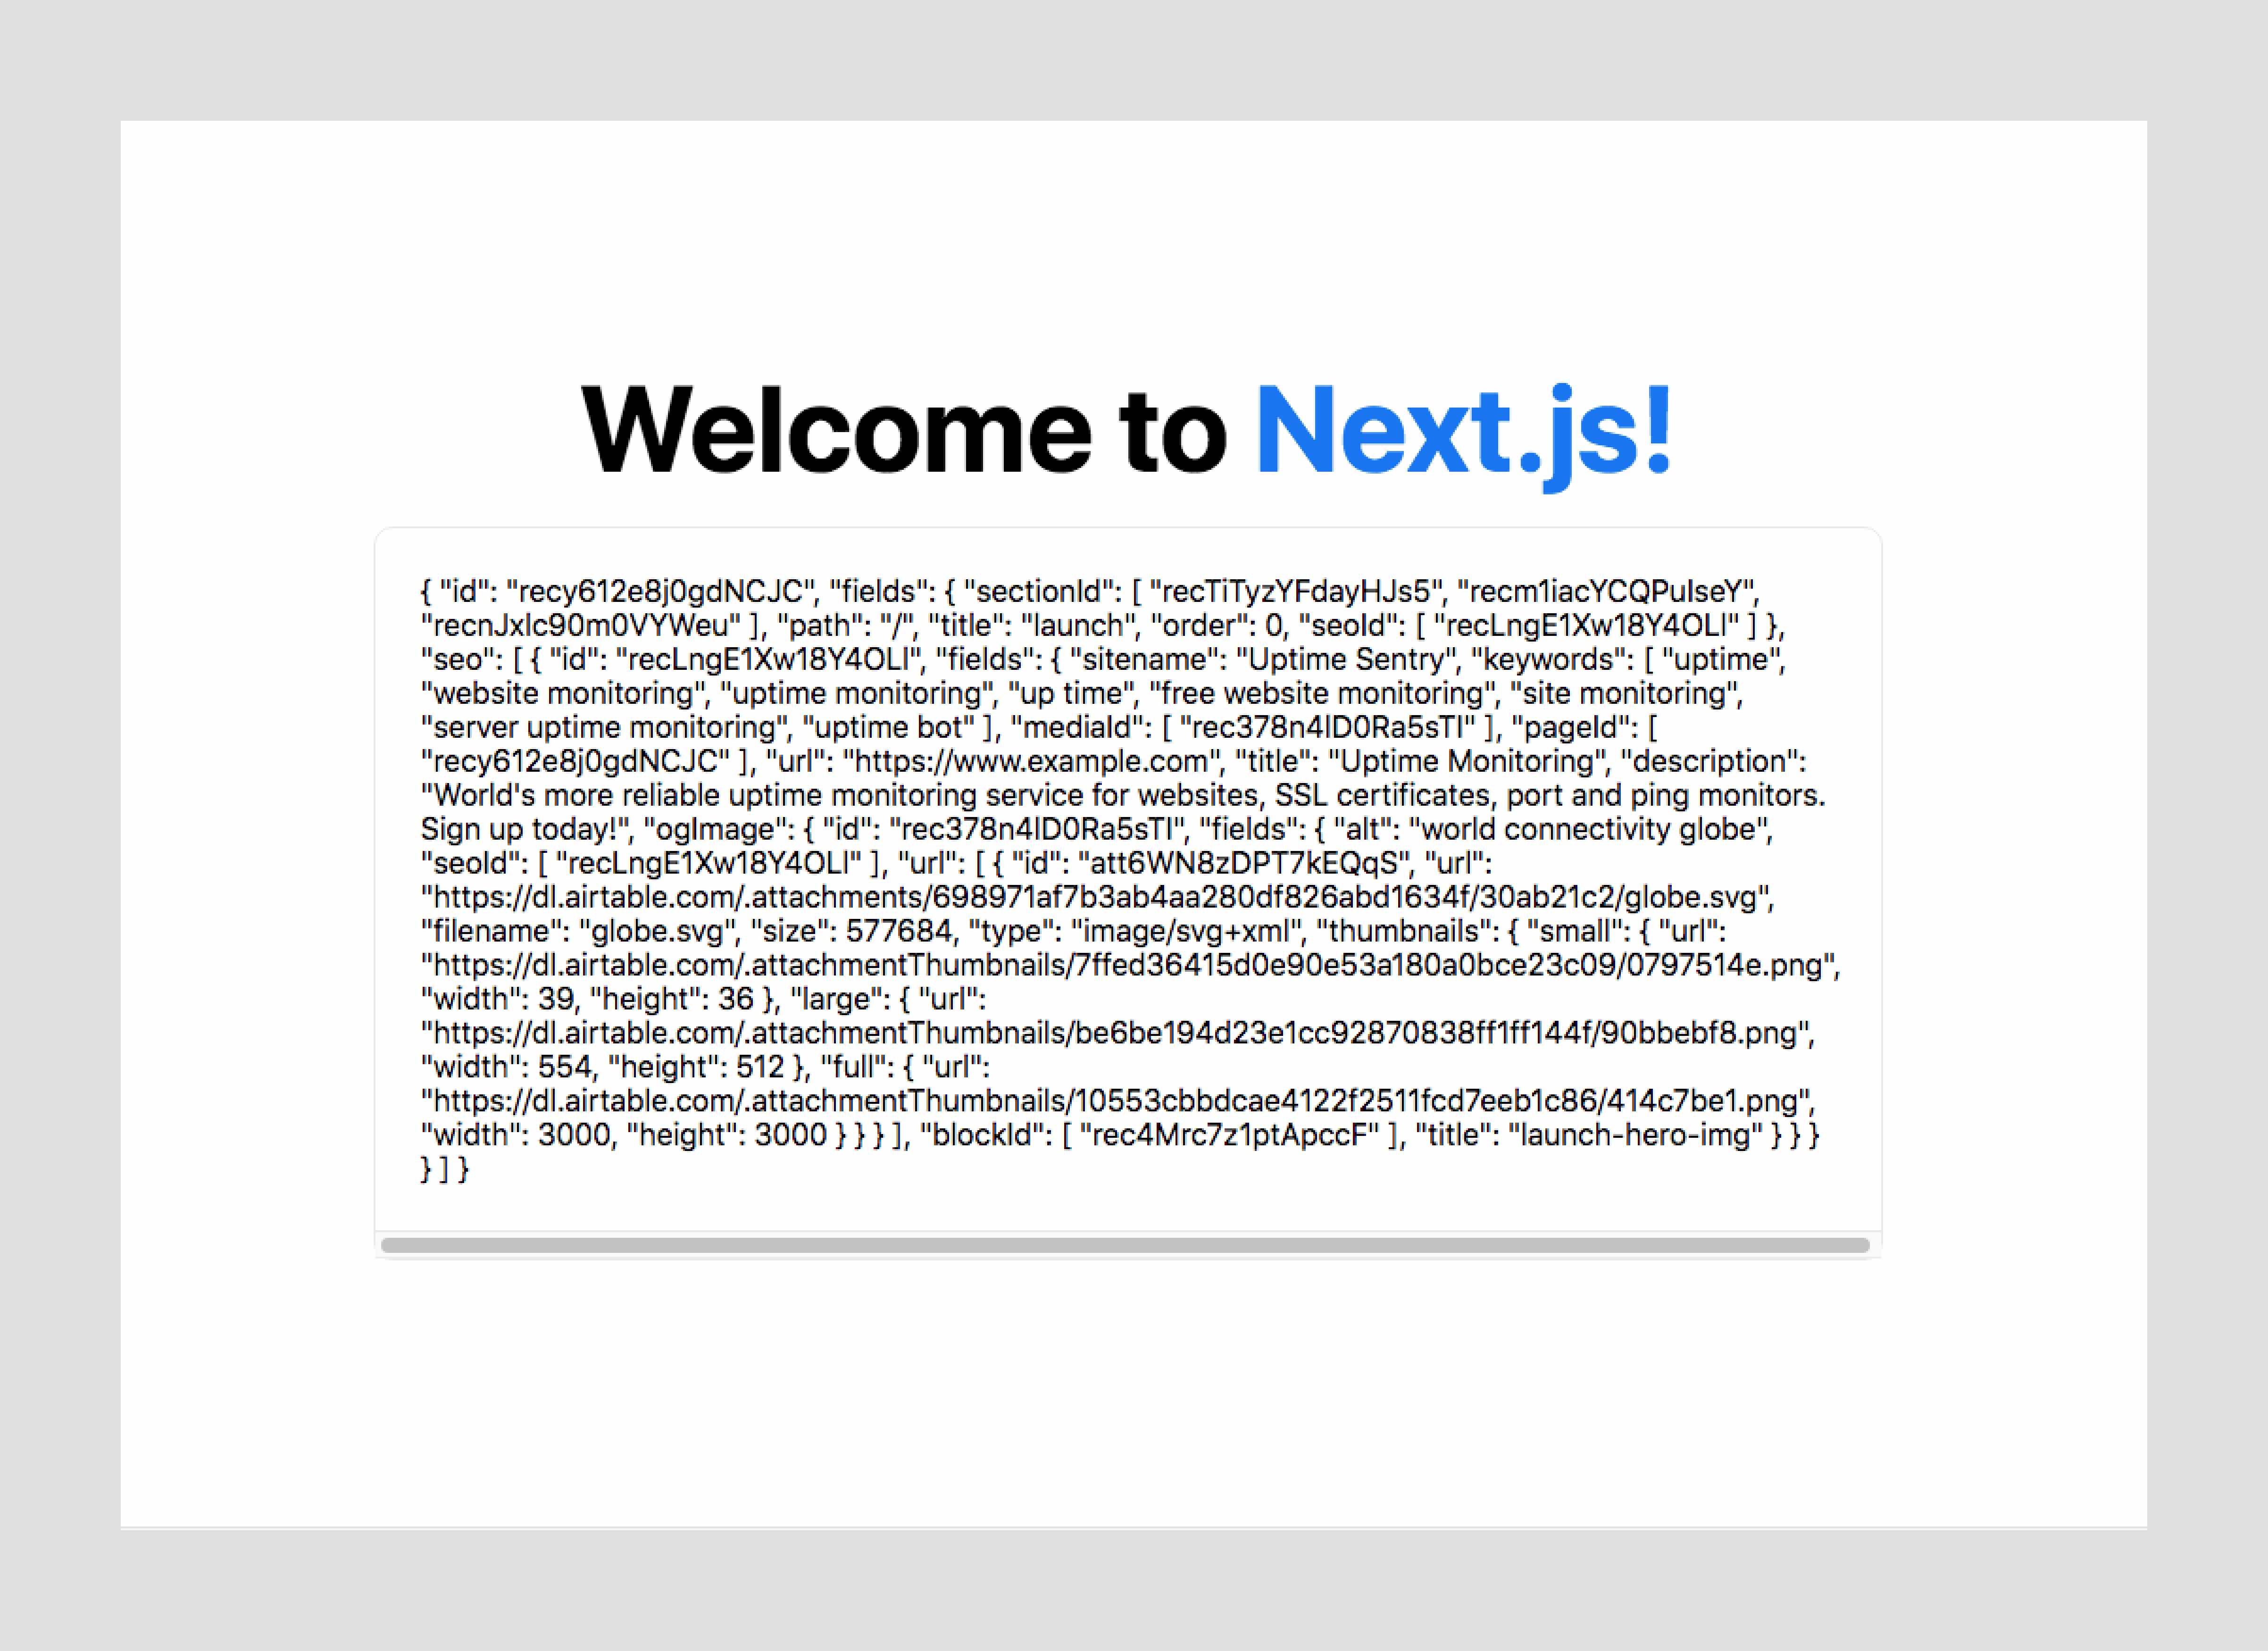 Welcome to Next.js!
{ "id": "recy612e8j0gdNCJC", "fields": { "sectionId": [ "recTiTyzYFdayHJs5", "recm1iacYCQPuIseY",
"recnJxlc90m0VYWeu" ], "path": "/", "title": "launch", "order": 0, "seoId": [ "recLngE1Xw18Y4OLl" ] },
"seo": [ { "id": "recLngE1Xw18Y4OLl", "fields": { "sitename": "Uptime Sentry", "keywords": [ "uptime",
"website monitoring", "uptime monitoring", "up time", "free website monitoring", "site monitoring",
"server uptime monitoring", "uptime bot" ], "mediaId": [ "rec378n4lD0Ra5sTl" ], "pageId": [
"recy612e8j0gdNCJC" ], "url": "https://www.example.com", "title": "Uptime Monitoring", "description":
"World's more reliable uptime monitoring service for websites, SSL certificates, port and ping monitors.
Sign up today!", "ogImage": { "id": "rec378n4lD0Ra5sTl", "fields": { "alt": "world connectivity globe",
"seoId": [ "recLngE1Xw18Y4OLl" ], "url": [ { "id": "att6WN8zDPT7kEQqS", "url":
"https://dl.airtable.com/.attachments/698971af7b3ab4aa280df826abd1634f/30ab21c2/globe.svg",
"filename": "globe.svg", "size": 577684, "type": "image/svg+xml", "thumbnails": { "small": { "url":
"https://dl.airtable.com/.attachmentThumbnails/7ffed36415d0e90e53a180a0bce23c09/0797514e.png",
"width": 39, "height": 36 }, "large": { "url":
"https://dl.airtable.com/.attachmentThumbnails/be6be194d23e1cc92870838ff1ff144f/90bbebf8.png",
"width": 554, "height": 512 }, "full": { "url":
"https://dl.airtable.com/.attachmentThumbnails/10553cbbdcae4122f2511fcd7eeb1c86/414c7be1.png",
"width": 3000, "height": 3000 } } } ], "blockId": [ "rec4Mrc7z1ptApccF" ], "title": "launch-hero-img" } } }
} ] }